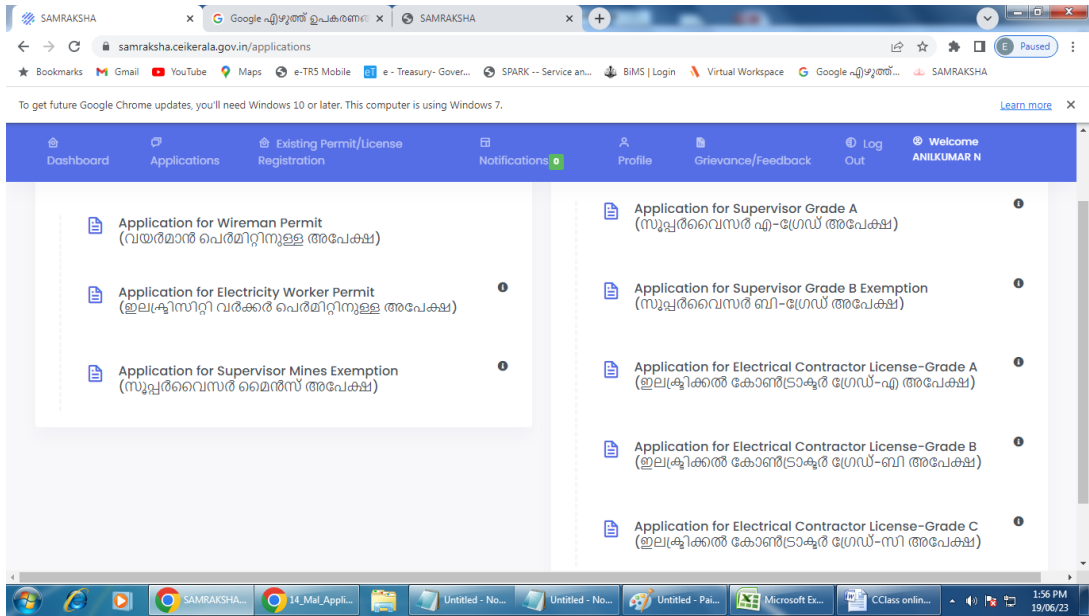 SAMRAKSHA
Google എഴുത്ത് ഉപകരണങ
SAMRAKSHA
samraksha.ceikerala.gov.in/applications
E Paused
Bookmarks Gmail YouTube Maps e-TR5 Mobile e - Treasury- Gover... SPARK -- Service an... BiMS | Login Virtual Workspace Google എഴുത്ത്... SAMRAKSHA
To get future Google Chrome updates, you'll need Windows 10 or later. This computer is using Windows 7.
Learn more
Dashboard
Applications
Existing Permit/License
Registration
Notifications 0
Profile
Grievance/Feedback
Log
Out
Welcome
ANILKUMAR N
Application for Wireman Permit
(വയർമാൻ പെർമിറ്റിനുള്ള അപേക്ഷ)
Application for Electricity Worker Permit
(ഇലക്ട്രിസിറ്റി വർക്കർ പെർമിറ്റിനുള്ള അപേക്ഷ)
Application for Supervisor Mines Exemption
(സൂപ്പർവൈസർ മൈൻസ് അപേക്ഷ)
Application for Supervisor Grade A
(സൂപ്പർവൈസർ എ-ഗ്രേഡ് അപേക്ഷ)
Application for Supervisor Grade B Exemption
(സൂപ്പർവൈസർ ബി-ഗ്രേഡ് അപേക്ഷ)
Application for Electrical Contractor License-Grade A
(ഇലക്ട്രിക്കൽ കോൺട്രാക്ടർ ഗ്രേഡ്-എ അപേക്ഷ)
Application for Electrical Contractor License-Grade B
(ഇലക്ട്രിക്കൽ കോൺട്രാക്ടർ ഗ്രേഡ്-ബി അപേക്ഷ)
Application for Electrical Contractor License-Grade C
(ഇലക്ട്രിക്കൽ കോൺട്രാക്ടർ ഗ്രേഡ്-സി അപേക്ഷ)
SAMRAKSHA... 14_Mal_Appli... Untitled - No... Untitled - No... Untitled - Pai... Microsoft Ex... CClass onlin...
1:56 PM
19/06/23